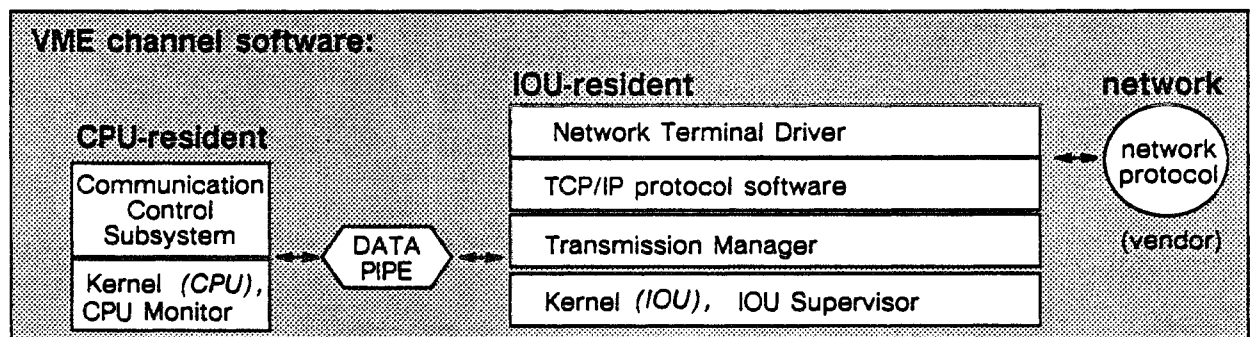 VME channel software:
CPU-resident
Communication
Control
Subsystem
Kernel (CPU),
CPU Monitor
DATA
PIPE
IOU-resident
Network Terminal Driver
TCP/IP protocol software
Transmission Manager
Kernel (IOU), IOU Supervisor
network
network
protocol
(vendor)